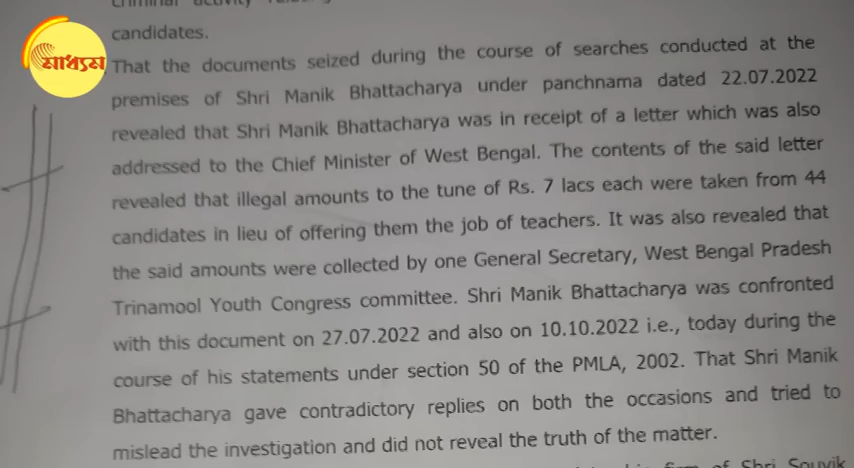 মাধ্যম
candidates.
That the documents seized during the course of searches conducted at the
premises of Shri Manik Bhattacharya under panchnama dated 22.07.2022
revealed that Shri Manik Bhattacharya was in receipt of a letter which was also
addressed to the Chief Minister of West Bengal. The contents of the said letter
revealed that illegal amounts to the tune of Rs. 7 lacs each were taken from 44
candidates in lieu of offering them the job of teachers. It was also revealed that
the said amounts were collected by one General Secretary, West Bengal Pradesh
Trinamool Youth Congress committee. Shri Manik Bhattacharya was confronted
with this document on 27.07.2022 and also on 10.10.2022 i.e., today during the
course of his statements under section 50 of the PMLA, 2002. That Shri Manik
Bhattacharya gave contradictory replies on both the occasions and tried to
mislead the investigation and did not reveal the truth of the matter.
firm of Shri Souvik